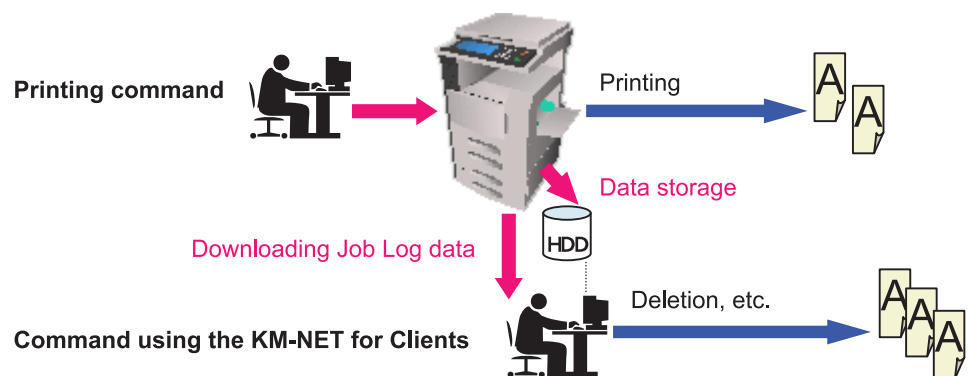 Printing command
Printing
A
A
Data storage
HDD
Downloading Job Log data
Deletion, etc.
A
A
A
Command using the KM-NET for Clients